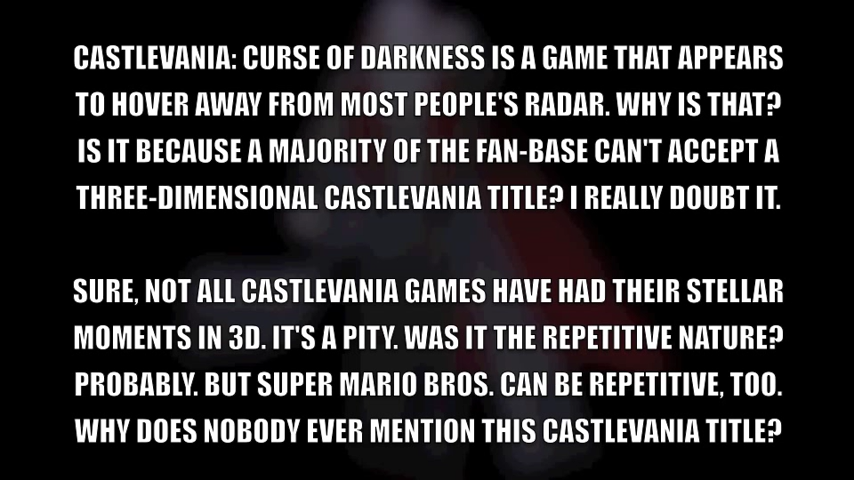 CASTLEVANIA: CURSE OF DARKNESS IS A GAME THAT APPEARS
TO HOVER AWAY FROM MOST PEOPLE'S RADAR. WHY IS THAT?
IS IT BECAUSE A MAJORITY OF THE FAN-BASE CAN'T ACCEPT A
THREE-DIMENSIONAL CASTLEVANIA TITLE? I REALLY DOUBT IT.
SURE, NOT ALL CASTLEVANIA GAMES HAVE HAD THEIR STELLAR
MOMENTS IN 3D. IT'S A PITY. WAS IT THE REPETITIVE NATURE?
PROBABLY. BUT SUPER MARIO BROS. CAN BE REPETITIVE, TOO.
WHY DOES NOBODY EVER MENTION THIS CASTLEVANIA TITLE?